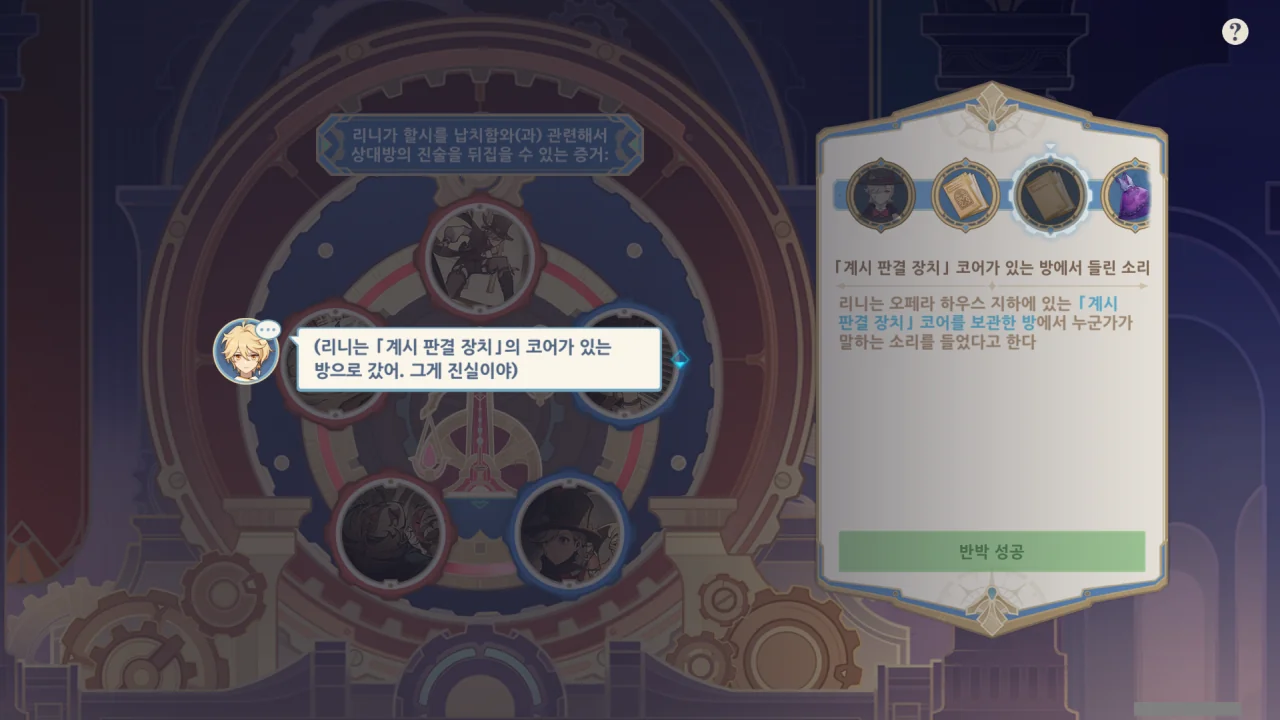 ?
리니가 할시를 납치함와(과) 관련해서
상대방의 진술을 뒤집을 수 있는 증거:
(리니는 「계시 판결 장치」의 코어가 있는
방으로 갔어. 그게 진실이야)
「계시 판결 장치」 코어가 있는 방에서 들린 소리
리니는 오페라 하우스 지하에 있는 「계시
판결 장치」 코어를 보관한 방에서 누군가가
말하는 소리를 들었다고 한다
반박 성공